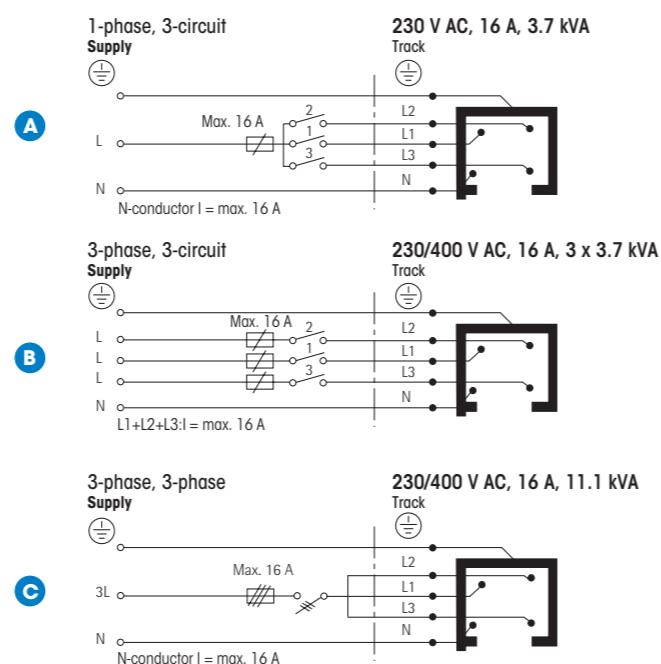 1-phase, 3-circuit
230 V AC, 16 A, 3.7 kVA
Supply
Track
A
Max. 16 A
2
L2
L
1
L1
3
L3
N
N
N-conductor I = max. 16 A
3-phase, 3-circuit
230/400 V AC, 16 A, 3 x 3.7 kVA
Supply
Track
B
Max. 16 A
2
L2
L
1
L1
L
3
L3
L
N
N
L1+L2+L3:I = max. 16 A
3-phase, 3-phase
230/400 V AC, 16 A, 11.1 kVA
Supply
Track
C
Max. 16 A
L2
3L
L1
L3
N
N
N-conductor I = max. 16 A